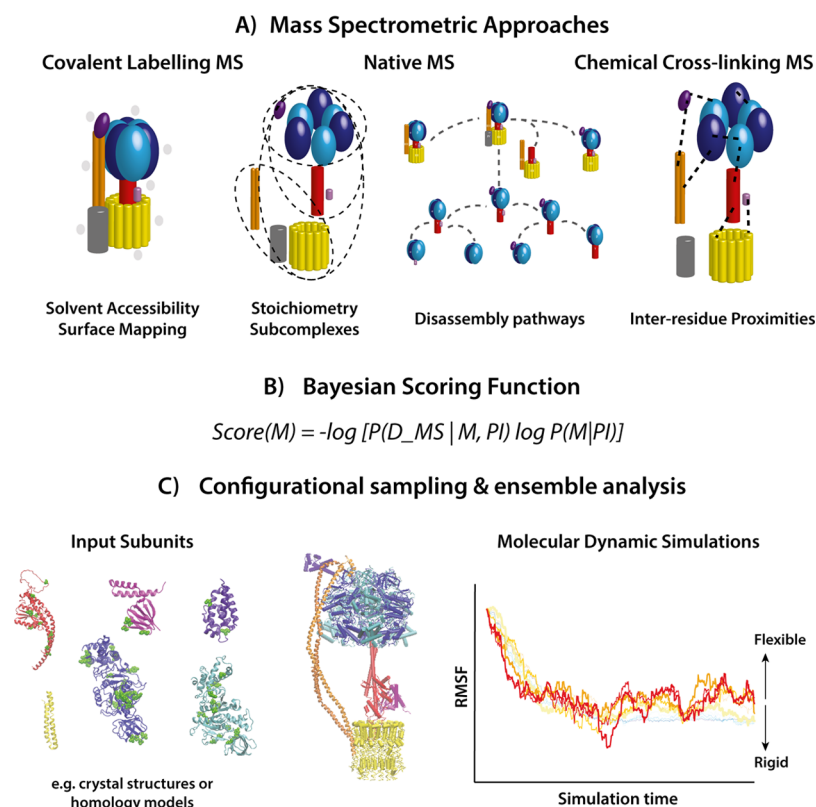 A) Mass Spectrometric Approaches
Covalent Labelling MS
Native MS
Chemical Cross-linking MS
Solvent Accessibility
Surface Mapping
Stoichiometry
Subcomplexes
Disassembly pathways
Inter-residue Proximities
B) Bayesian Scoring Function
Score(M) = -log [P(D_MS | M, PI) log P(M|PI)]
C) Configurational sampling & ensemble analysis
Input Subunits
Molecular Dynamic Simulations
Flexible
RMSF
Rigid
e.g. crystal structures or
homology models
Simulation time